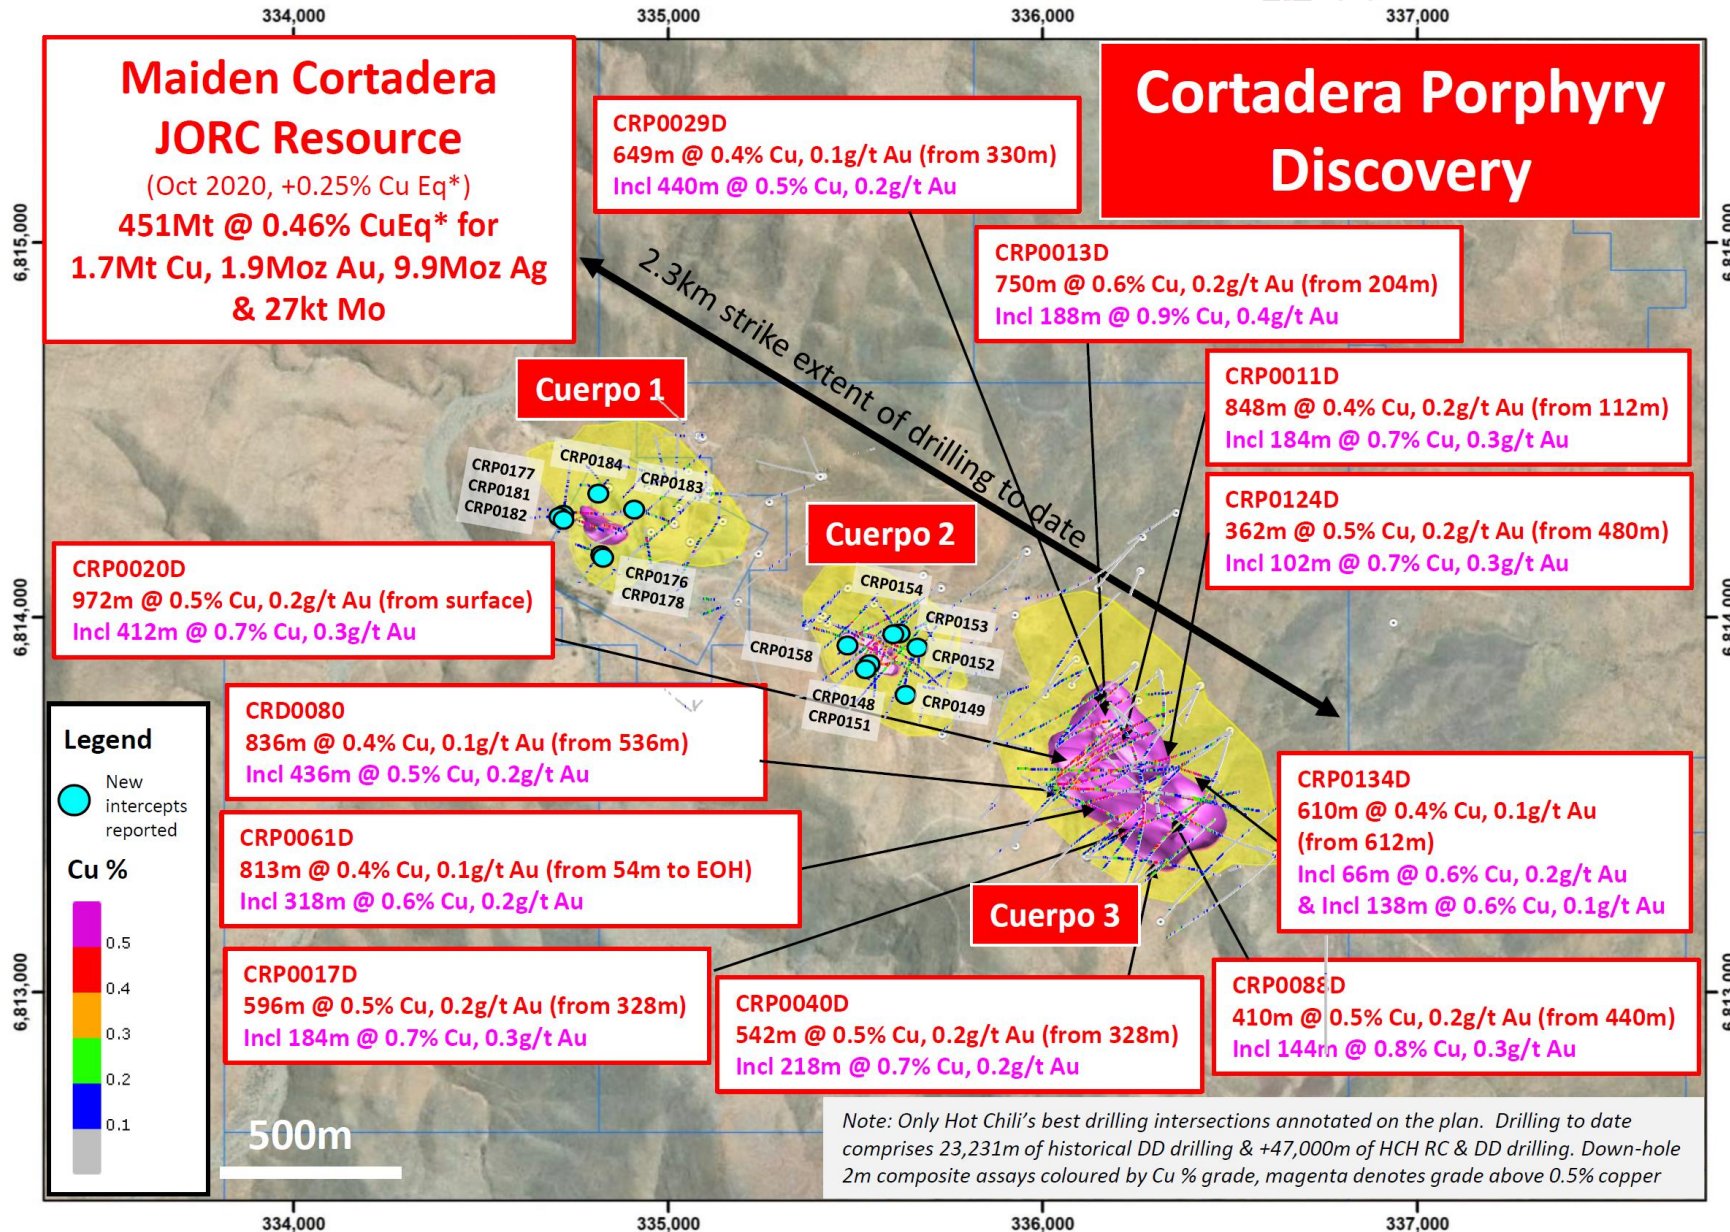 334,000
335,000
336,000
337,000
Maiden Cortadera
JORC Resource
(Oct 2020, +0.25% Cu Eq*)
451Mt @ 0.46% CuEq* for
1.7Mt Cu, 1.9Moz Au, 9.9Moz Ag
& 27kt Mo
Cortadera Porphyry
Discovery
CRP0029D
649m @ 0.4% Cu, 0.1g/t Au (from 330m)
Incl 440m @ 0.5% Cu, 0.2g/t Au
CRP0013D
750m @ 0.6% Cu, 0.2g/t Au (from 204m)
Incl 188m @ 0.9% Cu, 0.4g/t Au
6,815,000
6,815,000
2.3km strike extent of drilling to date
CRP0011D
848m @ 0.4% Cu, 0.2g/t Au (from 112m)
Incl 184m @ 0.7% Cu, 0.3g/t Au
CRP0124D
362m @ 0.5% Cu, 0.2g/t Au (from 480m)
Incl 102m @ 0.7% Cu, 0.3g/t Au
Cuerpo 1
CRP0177
CRP0181
CRP0182
CRP0184
CRP0183
CRP0176
CRP0178
Cuerpo 2
CRP0154
CRP0153
CRP0152
CRP0158
CRP0148
CRP0151
CRP0149
6,814,000
6,814,000
CRP0020D
972m @ 0.5% Cu, 0.2g/t Au (from surface)
Incl 412m @ 0.7% Cu, 0.3g/t Au
CRD0080
836m @ 0.4% Cu, 0.1g/t Au (from 536m)
Incl 436m @ 0.5% Cu, 0.2g/t Au
CRP0061D
813m @ 0.4% Cu, 0.1g/t Au (from 54m to EOH)
Incl 318m @ 0.6% Cu, 0.2g/t Au
CRP0134D
610m @ 0.4% Cu, 0.1g/t Au
(from 612m)
Incl 66m @ 0.6% Cu, 0.2g/t Au
& Incl 138m @ 0.6% Cu, 0.1g/t Au
Cuerpo 3
CRP0017D
596m @ 0.5% Cu, 0.2g/t Au (from 328m)
Incl 184m @ 0.7% Cu, 0.3g/t Au
CRP0040D
542m @ 0.5% Cu, 0.2g/t Au (from 328m)
Incl 218m @ 0.7% Cu, 0.2g/t Au
CRP0088D
410m @ 0.5% Cu, 0.2g/t Au (from 440m)
Incl 144m @ 0.8% Cu, 0.3g/t Au
6,813,000
6,813,000
Legend
New
intercepts
reported
Cu %
0.5
0.4
0.3
0.2
0.1
500m
Note: Only Hot Chili's best drilling intersections annotated on the plan. Drilling to date
comprises 23,231m of historical DD drilling & +47,000m of HCH RC & DD drilling. Down-hole
2m composite assays coloured by Cu % grade, magenta denotes grade above 0.5% copper
334,000
335,000
336,000
337,000